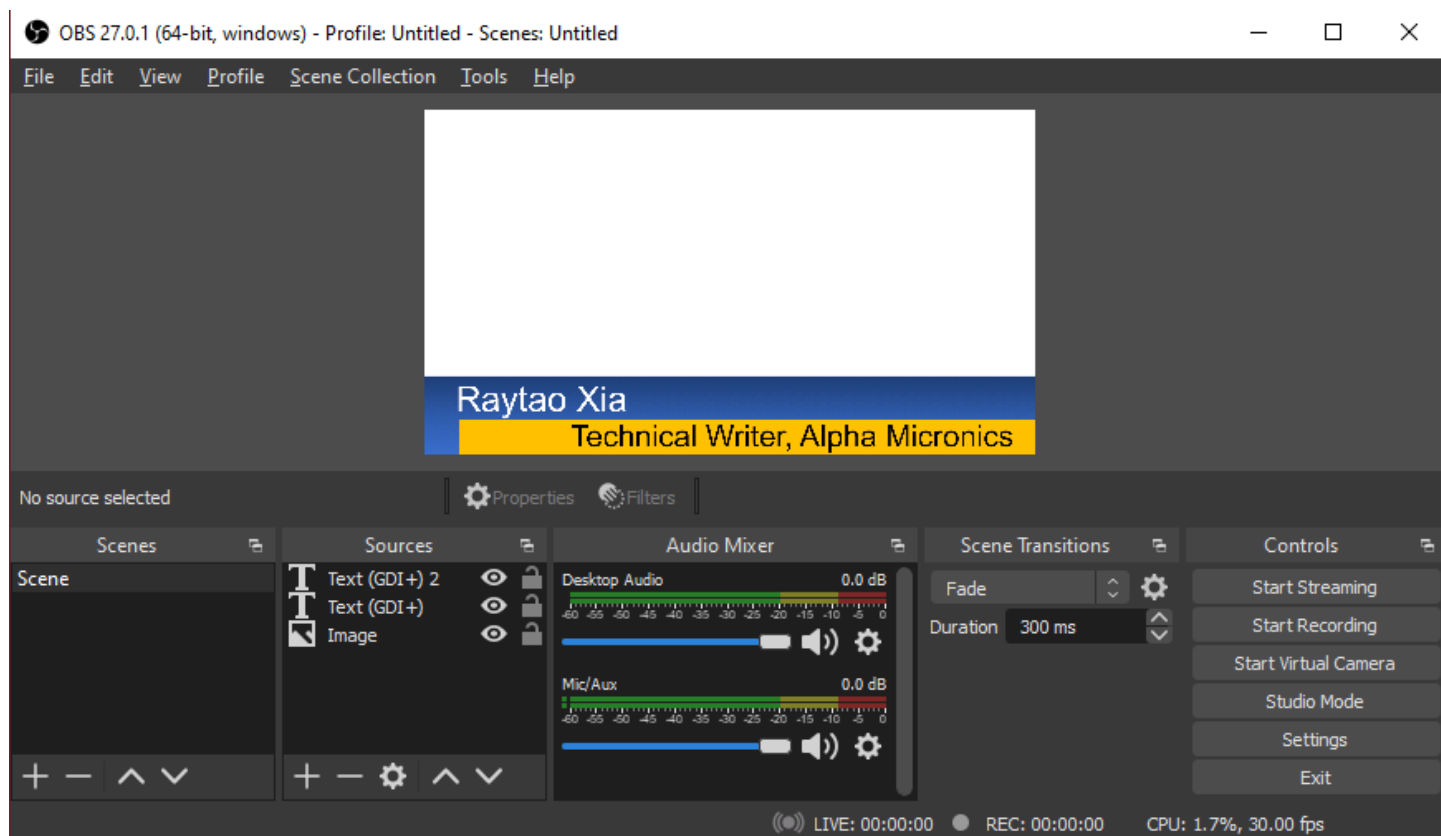 OBS 27.0.1 (64-bit, windows) - Profile: Untitled - Scenes: Untitled
File Edit View Profile Scene Collection Tools Help
Raytao Xia
Technical Writer, Alpha Micronics
No source selected
Properties Filters
Scenes
Scene
Sources
Text (GDI+) 2
Text (GDI+)
Image
Audio Mixer
Desktop Audio 0.0 dB
-60 -55 -50 -45 -40 -35 -30 -25 -20 -15 -10 -5 0
Mic/Aux 0.0 dB
-60 -55 -50 -45 -40 -35 -30 -25 -20 -15 -10 -5 0
Scene Transitions
Fade
Duration 300 ms
Controls
Start Streaming
Start Recording
Start Virtual Camera
Studio Mode
Settings
Exit
LIVE: 00:00:00 REC: 00:00:00 CPU: 1.7%, 30.00 fps